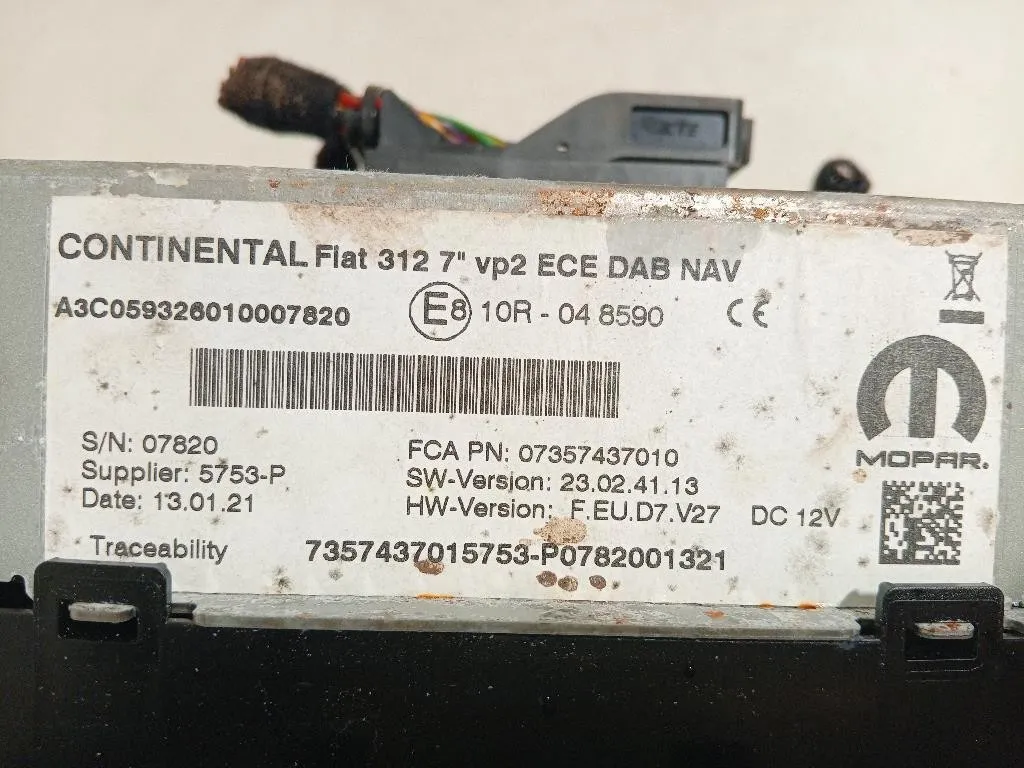 CONTINENTAL Fiat 312 7" vp2 ECE DAB NAV
A3C059326010007820 E8 10R - 04 8590 CE
S/N: 07820 FCA PN: 07357437010
MOPAR.
Supplier: 5753-P SW-Version: 23.02.41.13
Date: 13.01.21 HW-Version: F.EU.D7.V27 DC 12V
Traceability 7357437015753-P0782001321